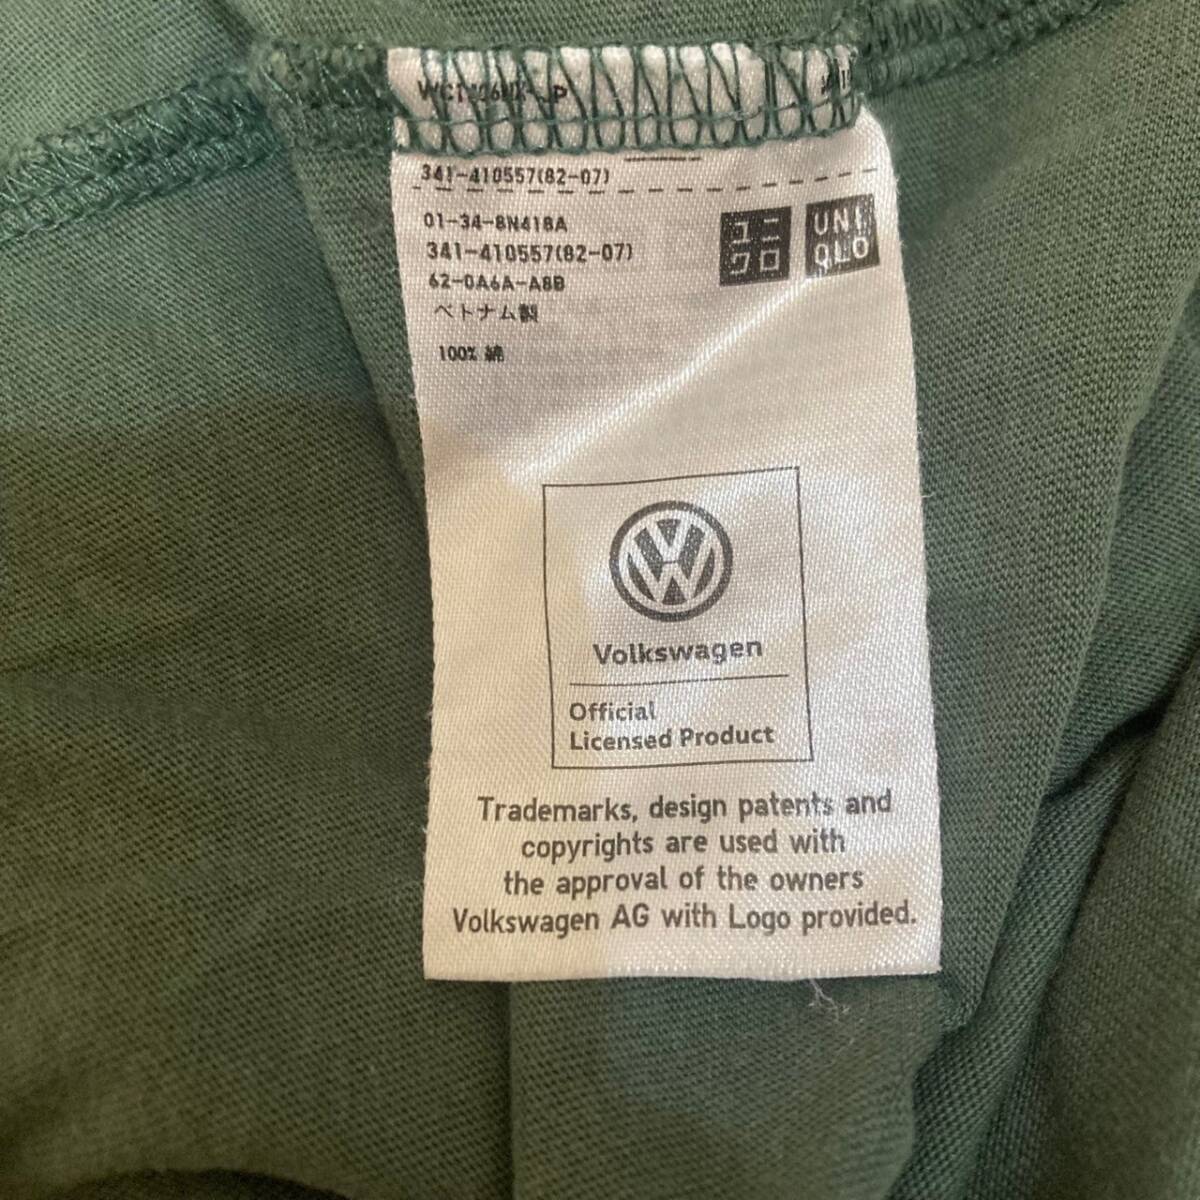 341-410557(82-07)
01-34-8N418A
341-410557(82-07)
62-0A6A-A8B
ベトナム製
100% 綿
ユニ
クロ
UNI
QLO
Volkswagen
Official
Licensed Product
Trademarks, design patents and
copyrights are used with
the approval of the owners
Volkswagen AG with Logo provided.